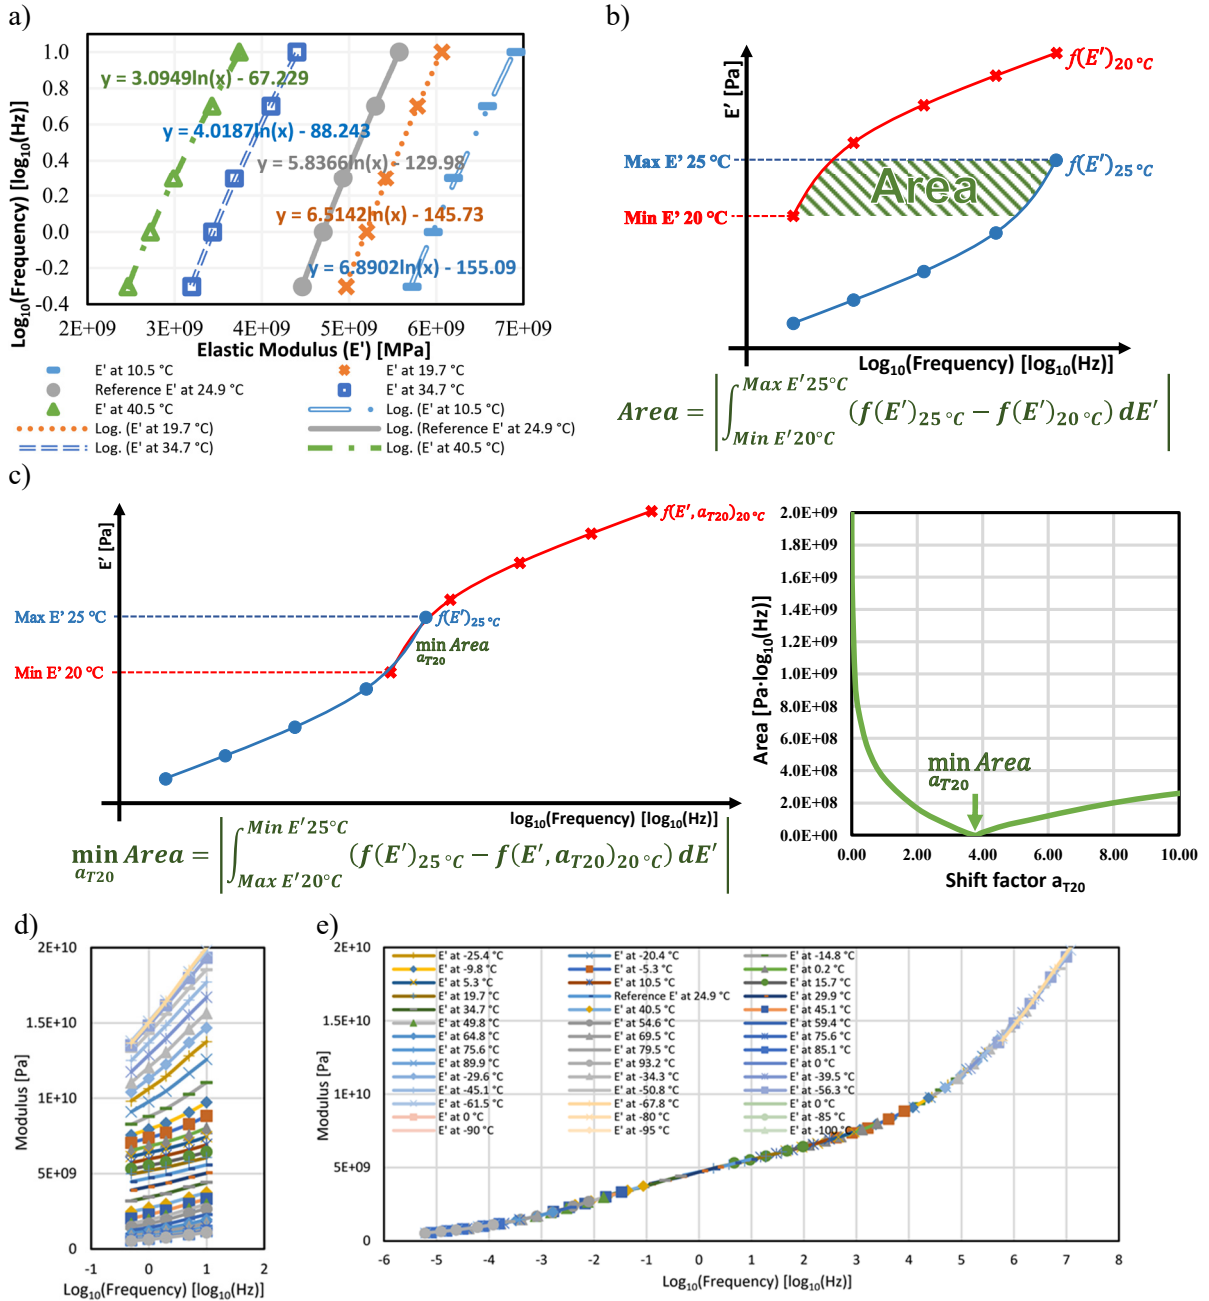 a)
Log10(Frequency) [log10(Hz)]
1.0
0.8
0.6
0.4
0.2
0.0
-0.2
-0.4
y = 3.0949ln(x) - 67.229
y = 4.0187ln(x) - 88.243
y = 5.8366ln(x) - 129.98
y = 6.5142ln(x) - 145.73
y = 6.8902ln(x) - 155.09
2E+09 3E+09 4E+09 5E+09 6E+09 7E+09
Elastic Modulus (E') [MPa]
E' at 10.5 °C
E' at 19.7 °C
Reference E' at 24.9 °C
E' at 34.7 °C
E' at 40.5 °C
Log. (E' at 10.5 °C)
Log. (E' at 19.7 °C)
Log. (Reference E' at 24.9 °C)
Log. (E' at 34.7 °C)
Log. (E' at 40.5 °C)
b)
E' [Pa]
f(E')20 °C
Max E' 25 °C
f(E')25 °C
Area
Min E' 20 °C
Log10(Frequency) [log10(Hz)]
Area = |∫ Max E'25°C Min E'20°C (f(E')25 °C − f(E')20 °C) dE'|
c)
E' [Pa]
f(E', aT20)20 °C
Max E' 25 °C
f(E')25 °C
min Area
aT20
Min E' 20 °C
log10(Frequency) [log10(Hz)]
min aT20 Area = |∫ Min E'25°C Max E'20°C (f(E')25 °C − f(E', aT20)20 °C) dE'|
Area [Pa·log10(Hz)]
2.0E+09
1.8E+09
1.6E+09
1.4E+09
1.2E+09
1.0E+09
8.0E+08
6.0E+08
4.0E+08
2.0E+08
0.0E+00
min Area
aT20
0.00 2.00 4.00 6.00 8.00 10.00
Shift factor aT20
d)
Modulus [Pa]
2E+10
1.5E+10
1E+10
5E+09
0
-1 0 1 2
Log10(Frequency) [log10(Hz)]
e)
Modulus [Pa]
2E+10
1.5E+10
1E+10
5E+09
0
E' at -25.4 °C E' at -20.4 °C E' at -14.8 °C
E' at -9.8 °C E' at -5.3 °C E' at 0.2 °C
E' at 5.3 °C E' at 10.5 °C E' at 15.7 °C
E' at 19.7 °C Reference E' at 24.9 °C E' at 29.9 °C
E' at 34.7 °C E' at 40.5 °C E' at 45.1 °C
E' at 49.8 °C E' at 54.6 °C E' at 59.4 °C
E' at 64.8 °C E' at 69.5 °C E' at 75.6 °C
E' at 75.6 °C E' at 79.5 °C E' at 85.1 °C
E' at 89.9 °C E' at 93.2 °C E' at 0 °C
E' at -29.6 °C E' at -34.3 °C E' at -39.5 °C
E' at -45.1 °C E' at -50.8 °C E' at -56.3 °C
E' at -61.5 °C E' at -67.8 °C E' at 0 °C
E' at 0 °C E' at -80 °C E' at -85 °C
E' at -90 °C E' at -95 °C E' at -100 °C
-6 -5 -4 -3 -2 -1 0 1 2 3 4 5 6 7 8
Log10(Frequency) [log10(Hz)]